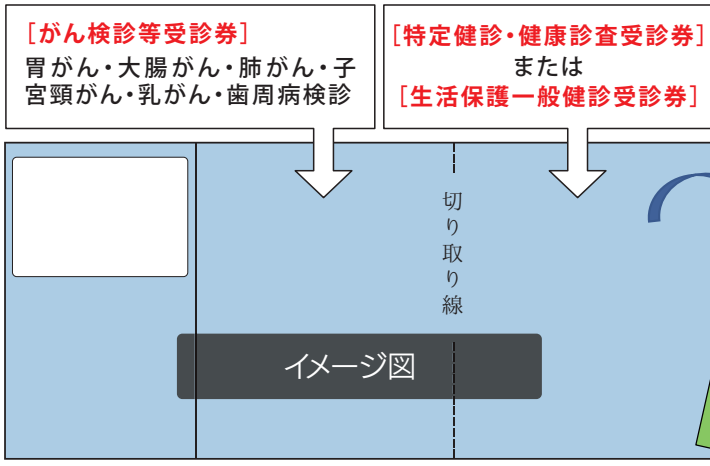 [がん検診等受診券]
胃がん・大腸がん・肺がん・子
宮頸がん・乳がん・歯周病検診
[特定健診・健康診査受診券]
または
[生活保護一般健診受診券]
切り取り線
イメージ図